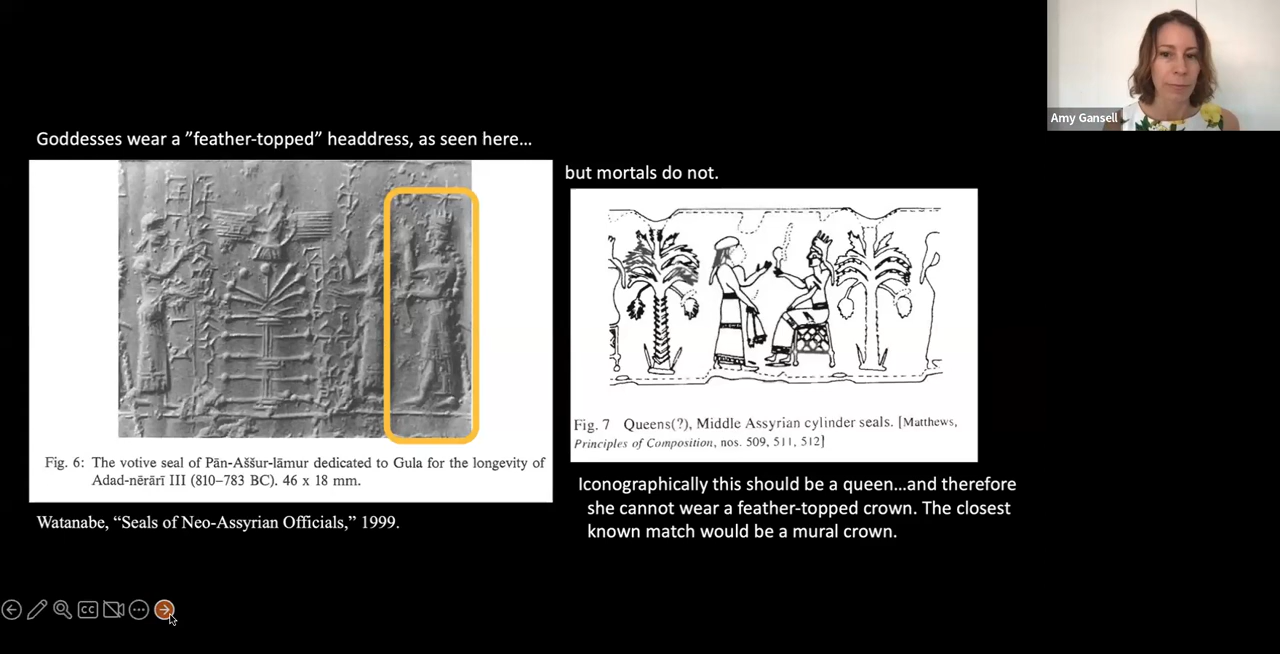 Amy Gansell
Goddesses wear a ”feather-topped” headdress, as seen here…
but mortals do not.
Fig. 6: The votive seal of Pān-Aššur-lāmur dedicated to Gula for the longevity of
Adad-nērārī III (810–783 BC). 46 x 18 mm.
Watanabe, “Seals of Neo-Assyrian Officials,” 1999.
Fig. 7 Queens(?), Middle Assyrian cylinder seals. [Matthews,
Principles of Composition, nos. 509, 511, 512]
Iconographically this should be a queen…and therefore
she cannot wear a feather-topped crown. The closest
known match would be a mural crown.
CC